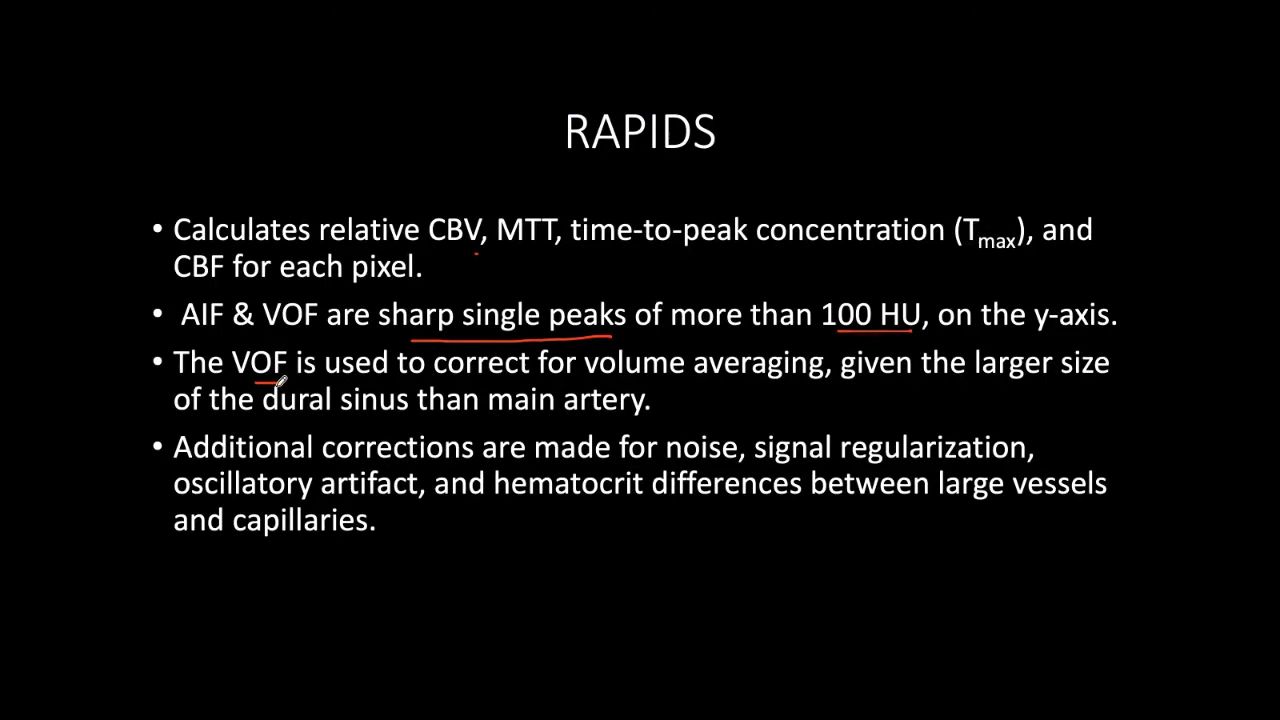 RAPIDS
• Calculates relative CBV, MTT, time-to-peak concentration (Tmax), and
CBF for each pixel.
• AIF & VOF are sharp single peaks of more than 100 HU, on the y-axis.
• The VOF is used to correct for volume averaging, given the larger size
of the dural sinus than main artery.
• Additional corrections are made for noise, signal regularization,
oscillatory artifact, and hematocrit differences between large vessels
and capillaries.